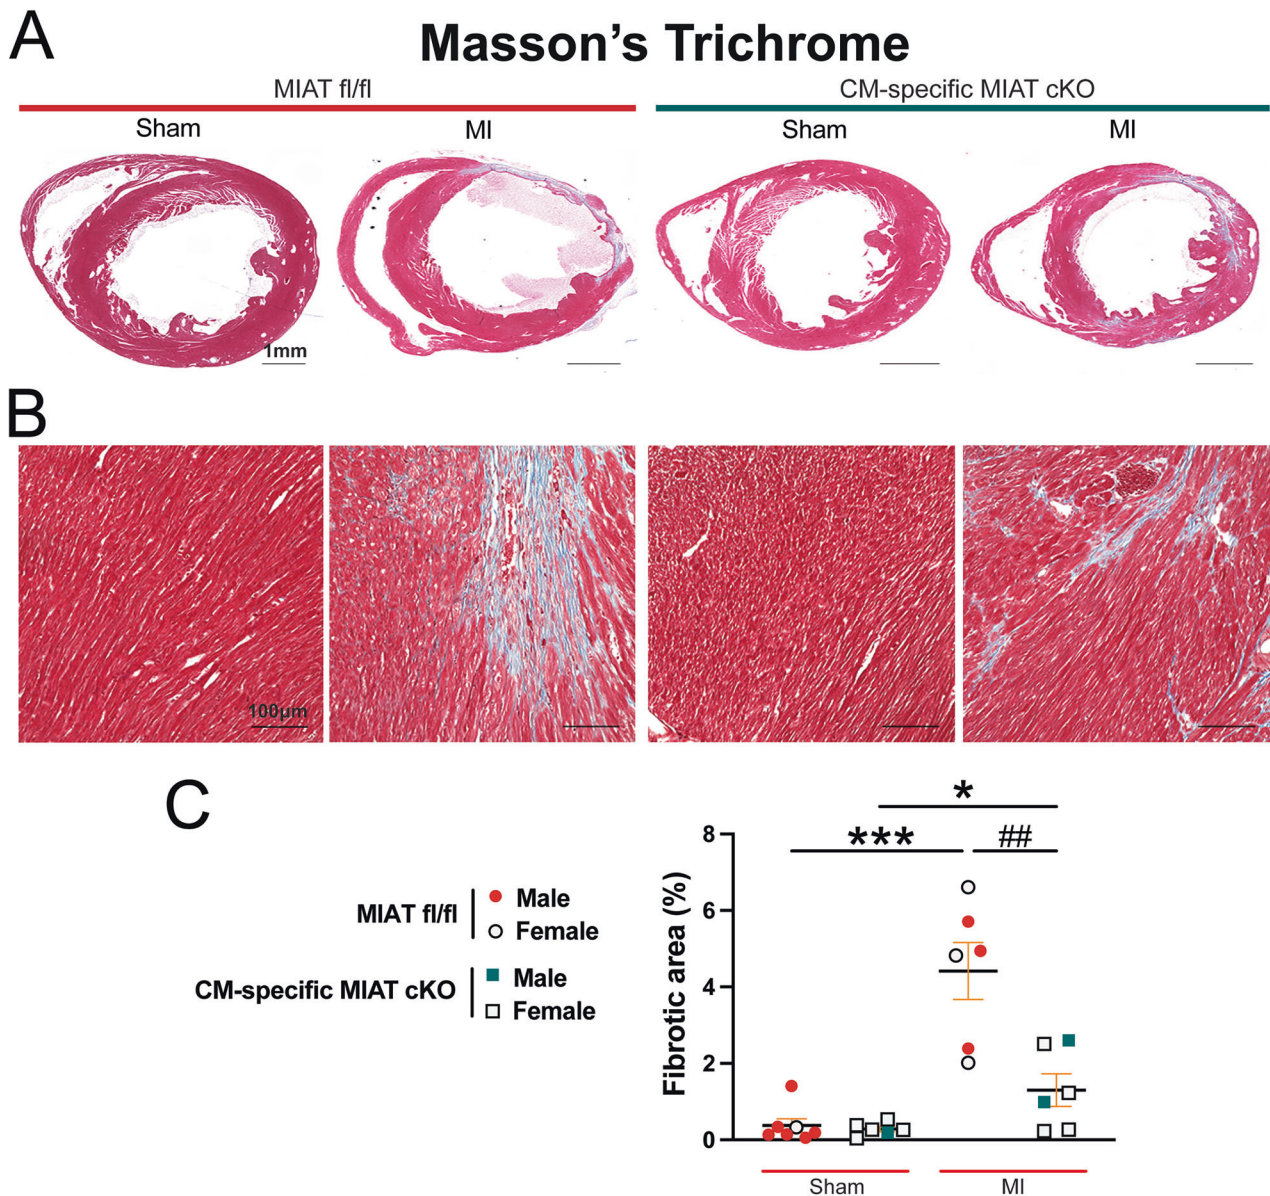 A
Masson's Trichrome
MIAT fl/fl
CM-specific MIAT cKO
Sham
MI
Sham
MI
1mm
B
100μm
C
MIAT fl/fl
Male
Female
CM-specific MIAT cKO
Male
Female
Fibrotic area (%)
8
6
4
2
0
*
***
##
Sham
MI